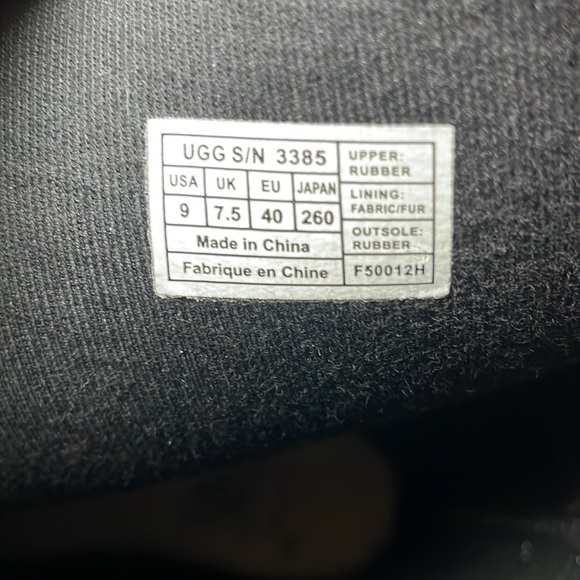 UGG S/N 3385
USA UK EU JAPAN
9 7.5 40 260
Made in China
Fabrique en Chine
UPPER:
RUBBER
LINING:
FABRIC/FUR
OUTSOLE:
RUBBER
F50012H